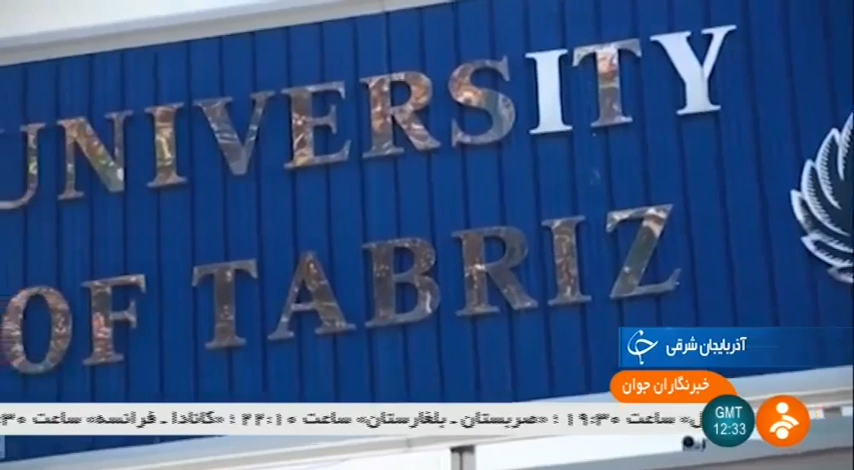 UNIVERSITY
OF TABRIZ
آذربایجان شرقی
خبرنگاران جوان
ساعت ۱۹:۳۰ ؛ «صربستان ـ بلغارستان» ساعت ۲۲:۱۰ ؛ «کانادا ـ فرانسه» ساعت
GMT
12:33